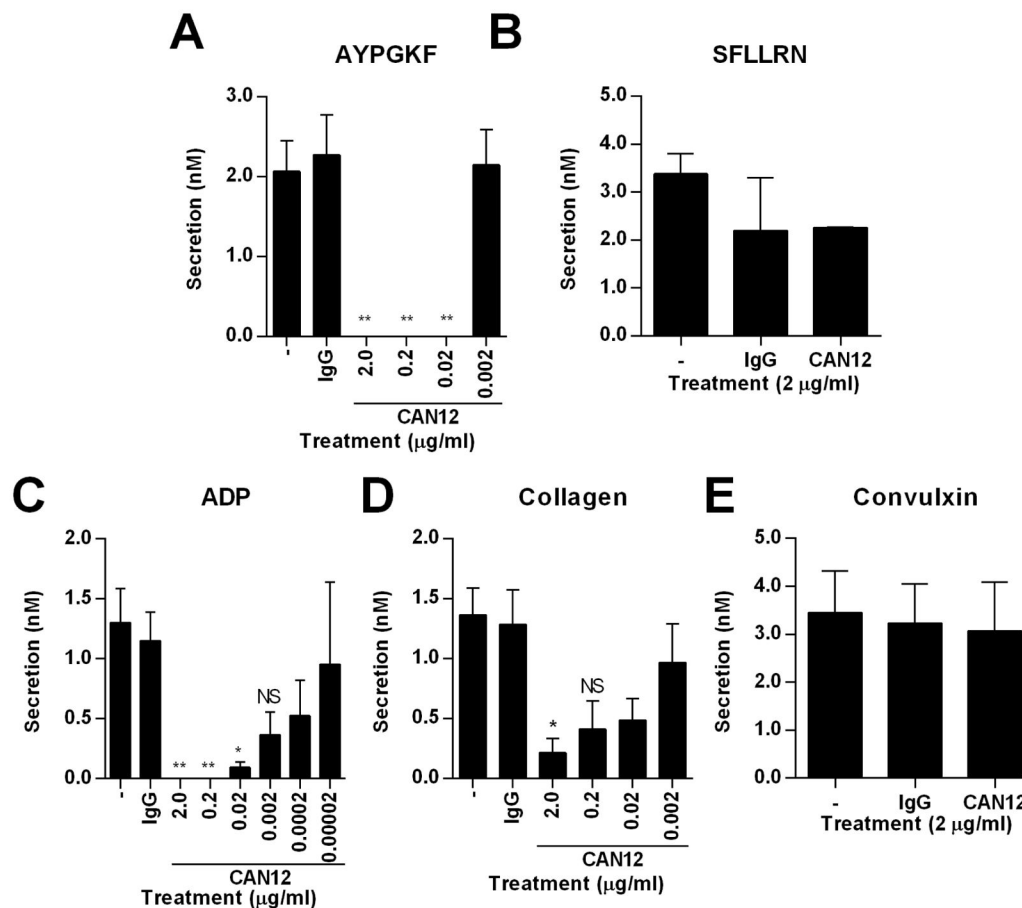 A
AYPGKF
Secretion (nM)
3.0
2.0
1.0
0.0
** ** **
- IgG 2.0 0.2 0.02 0.002
CAN12
Treatment (μg/ml)
B
SFLLRN
Secretion (nM)
5.0
4.0
3.0
2.0
1.0
0.0
- IgG CAN12
Treatment (2 μg/ml)
C
ADP
Secretion (nM)
2.0
1.5
1.0
0.5
0.0
** ** * NS
- IgG 2.0 0.2 0.02 0.002 0.0002 0.00002
CAN12
Treatment (μg/ml)
D
Collagen
Secretion (nM)
2.0
1.5
1.0
0.5
0.0
* NS
- IgG 2.0 0.2 0.02 0.002
CAN12
Treatment (μg/ml)
E
Convulxin
Secretion (nM)
5.0
4.0
3.0
2.0
1.0
0.0
- IgG CAN12
Treatment (2 μg/ml)